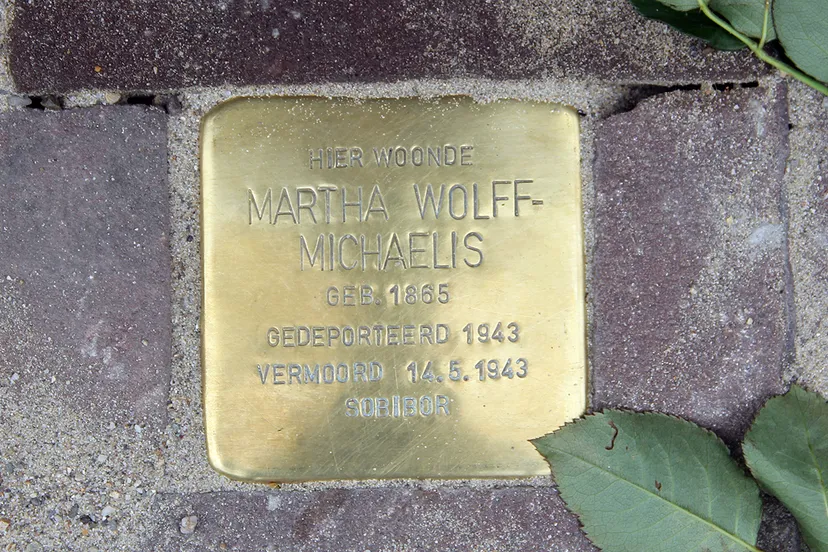 HIER WOONDE
MARTHA WOLFF-
MICHAELIS
GEB. 1865
GEDEPORTEERD 1943
VERMOORD 14.5.1943
SOBIBOR